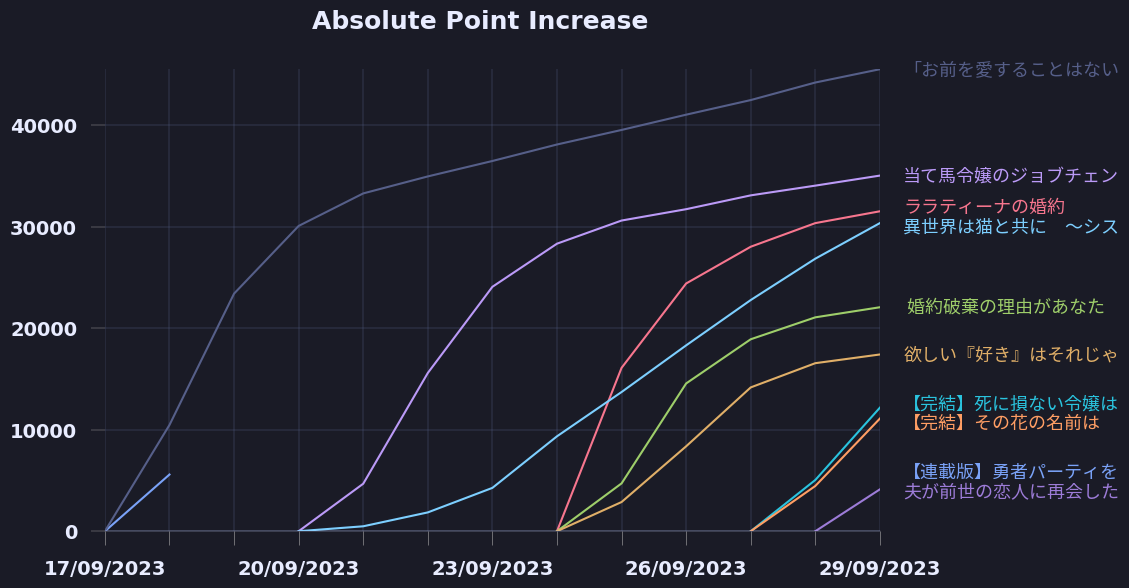 Absolute Point Increase
「お前を愛することはない
40000
当て馬令嬢のジョブチェン
ララティーナの婚約
30000
異世界は猫と共に　〜シス
婚約破棄の理由があなた
20000
欲しい『好き』はそれじゃ
【完結】死に損ない令嬢は
10000
【完結】その花の名前は
【連載版】勇者パーティを
夫が前世の恋人に再会した
0
17/09/2023 20/09/2023 23/09/2023 26/09/2023 29/09/2023